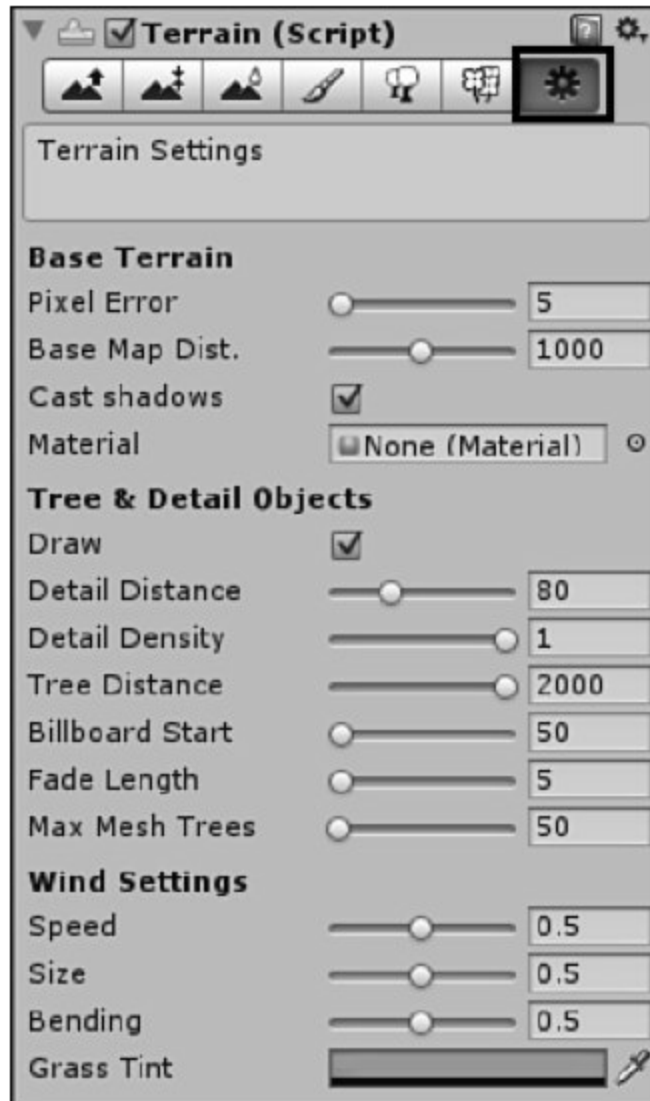 Terrain (Script)
Terrain Settings
Base Terrain
Pixel Error 5
Base Map Dist. 1000
Cast shadows
Material None (Material)
Tree & Detail Objects
Draw
Detail Distance 80
Detail Density 1
Tree Distance 2000
Billboard Start 50
Fade Length 5
Max Mesh Trees 50
Wind Settings
Speed 0.5
Size 0.5
Bending 0.5
Grass Tint